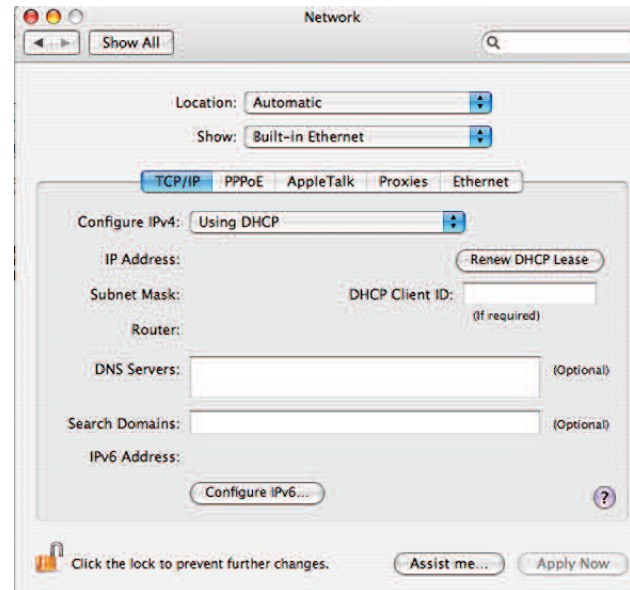 Network
Show All
Location: Automatic
Show: Built-in Ethernet
TCP/IP PPPoE AppleTalk Proxies Ethernet
Configure IPv4: Using DHCP
IP Address: Renew DHCP Lease
Subnet Mask: DHCP Client ID:
(If required)
Router:
DNS Servers: (Optional)
Search Domains: (Optional)
IPv6 Address:
Configure IPv6... ?
Click the lock to prevent further changes. Assist me... Apply Now